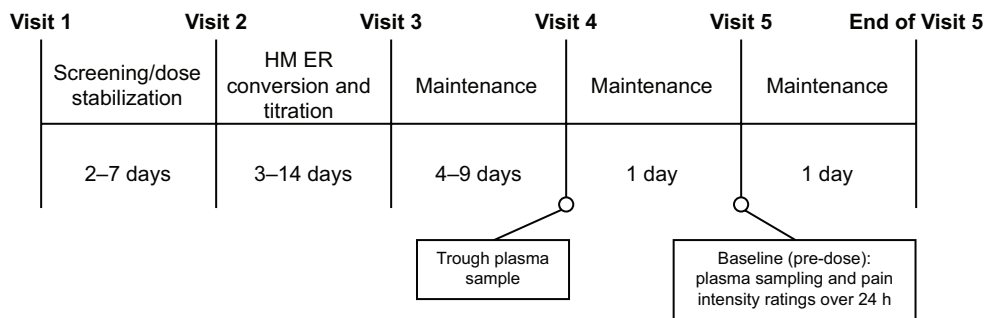 Visit 1 Visit 2 Visit 3 Visit 4 Visit 5 End of Visit 5
Screening/dose
stabilization
HM ER
conversion and
titration
Maintenance
Maintenance
Maintenance
2–7 days 3–14 days 4–9 days 1 day 1 day
Trough plasma
sample
Baseline (pre-dose):
plasma sampling and pain
intensity ratings over 24 h